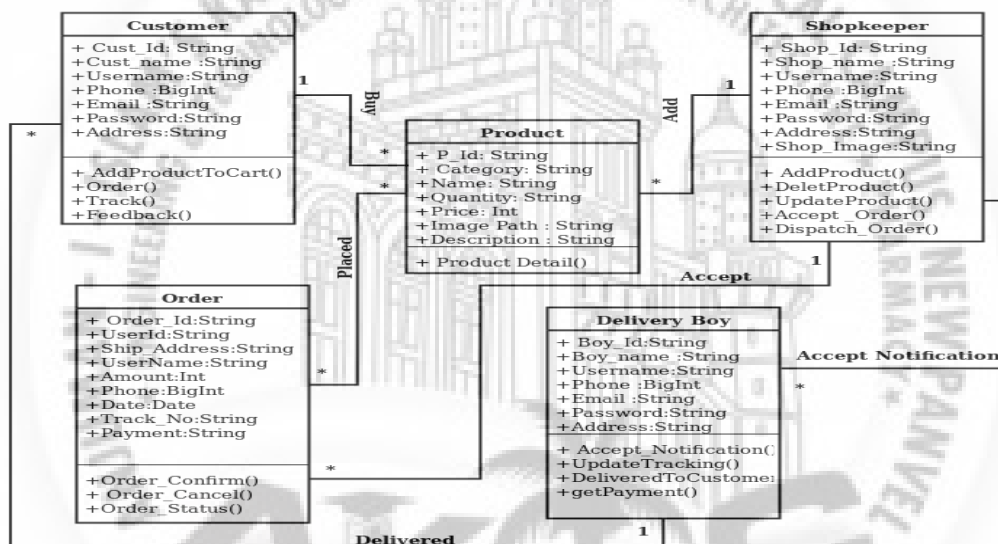 Customer
+ Cust_Id: String
+Cust_name :String
+Username:String
+Phone :BigInt
+Email :String
+Password:String
+Address:String
+ AddProductToCart()
+Order()
+Track()
+Feedback()
1
Buy
*
*
Product
+ P_Id: String
+ Category: String
+Name: String
+Quantity: String
+Price: Int
+Image Path : String
+Description : String
+ Product Detail()
*
*
Add
1
Shopkeeper
+ Shop_Id: String
+Shop_name :String
+Username:String
+Phone :BigInt
+Email :String
+Password:String
+Address:String
+Shop_Image:String
+ AddProduct()
+DeletProduct()
+UpdateProduct()
+Accept _Order()
+Dispatch_Order()
1
Accept
Placed
Order
+ Order_Id:String
+UserId:String
+Ship_Address:String
+UserName:String
+Amount:Int
+Phone:BigInt
+Date:Date
+Track_No:String
+Payment:String
+Order_Confirm()
+ Order_Cancel()
+Order_Status()
*
*
Delivery Boy
+ Boy_Id:String
+Boy_name :String
+Username:String
+Phone :BigInt
+Email :String
+Password:String
+Address:String
+ Accept_Notification()
+UpdateTracking()
+DeliveredToCustomer
+getPayment()
Accept Notification
*
1
Delivered
NEW PANVEL